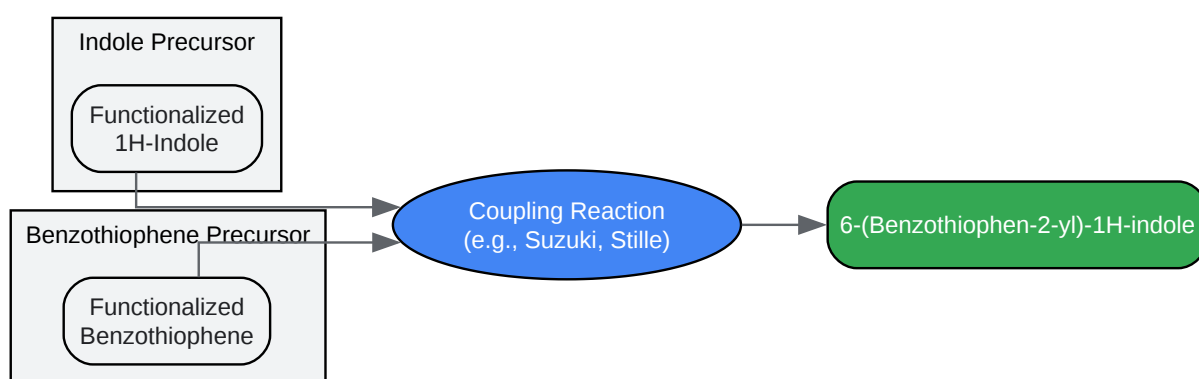 Indole Precursor
Functionalized
1H-Indole
Benzothiophene Precursor
Functionalized
Benzothiophene
Coupling Reaction
(e.g., Suzuki, Stille)
6-(Benzothiophen-2-yl)-1H-indole